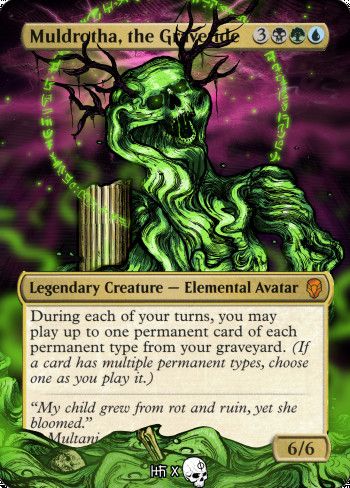 Muldrotha, the Gravetide 3
Legendary Creature — Elemental Avatar
During each of your turns, you may
play up to one permanent card of each
permanent type from your graveyard. (If
a card has multiple permanent types, choose
one as you play it.)
"My child grew from rot and ruin, yet she
bloomed."
Multani
6/6
X